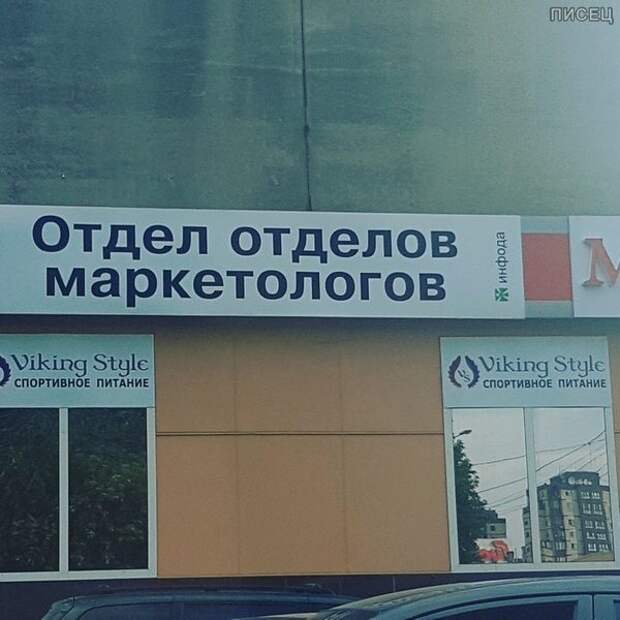 ПИСЕЦ
Отдел отделов
маркетологов
инфода
М
Viking Style
СПОРТИВНОЕ ПИТАНИЕ
Viking Style
СПОРТИВНОЕ ПИТАНИЕ